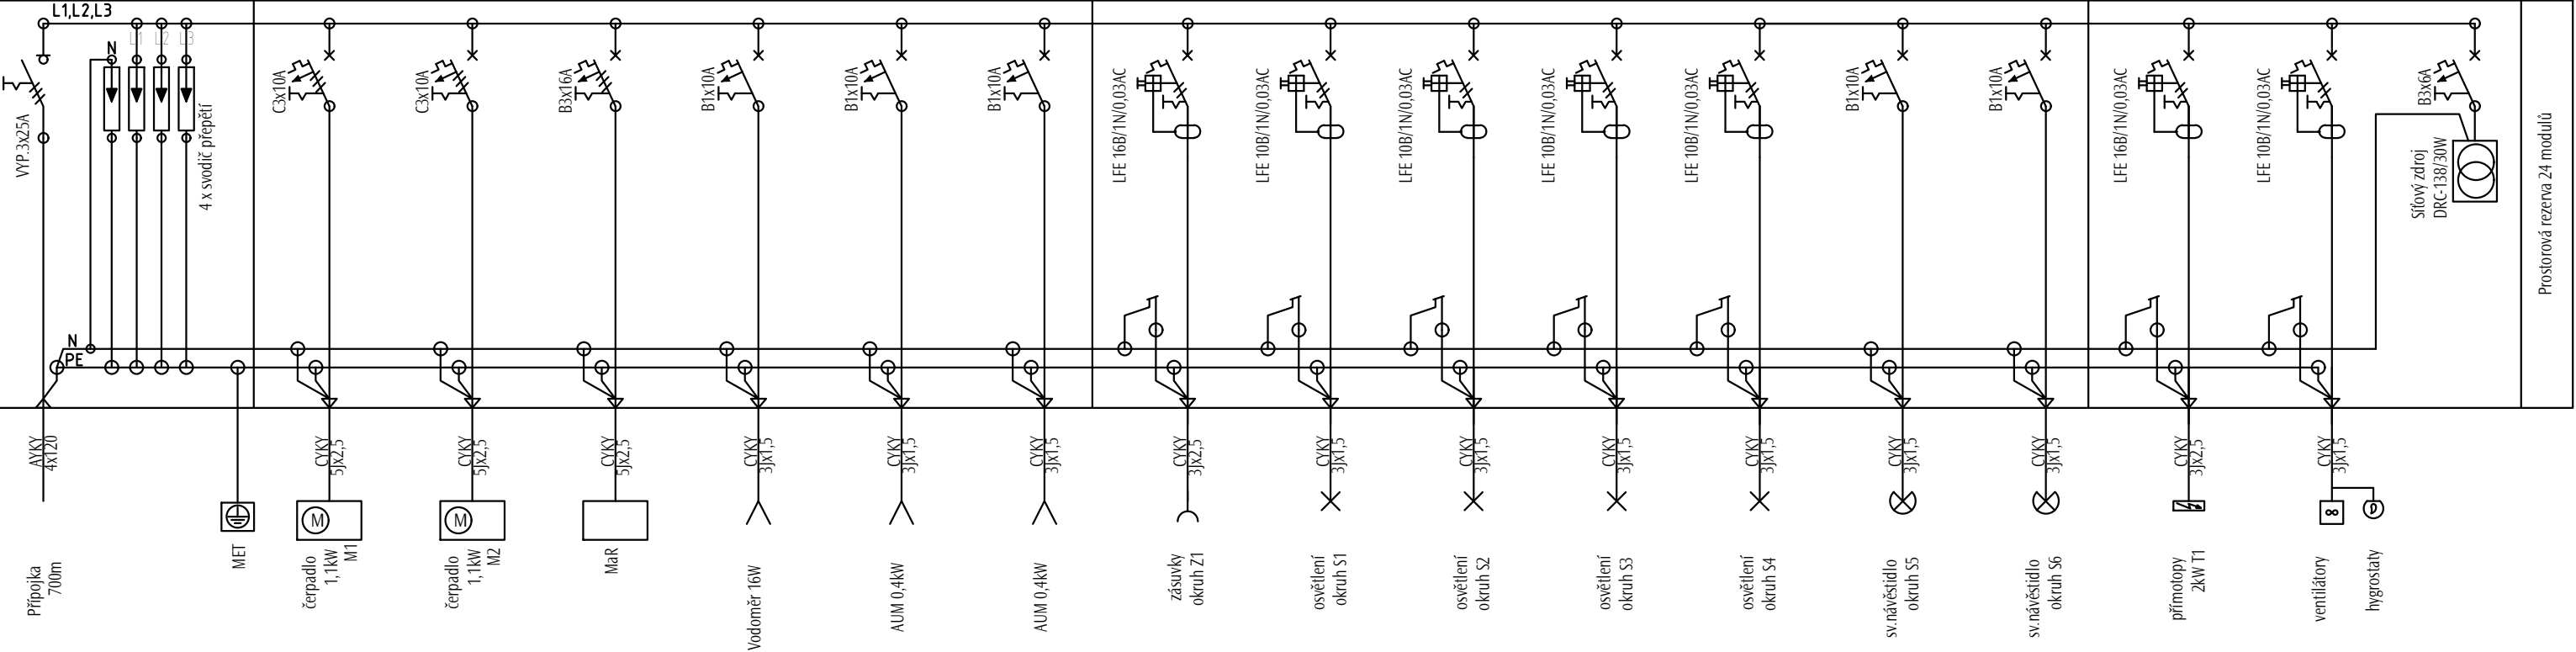 L1,L2,L3
L1
L2
L3
N
VYP.3x25A
4 x svodič přepětí
C3x10A
C3x10A
B3x16A
B1x10A
B1x10A
B1x10A
LFE 16B/1N/0,03AC
LFE 10B/1N/0,03AC
LFE 10B/1N/0,03AC
LFE 10B/1N/0,03AC
LFE 10B/1N/0,03AC
B1x10A
B1x10A
LFE 16B/1N/0,03AC
LFE 10B/1N/0,03AC
B3x6A
Síťový zdroj
DRC-138/30W
Prostorová rezerva 24 modulů
N
PE
AYKY
4x120
CYKY
5Jx2,5
CYKY
5Jx2,5
CYKY
5Jx2,5
CYKY
3Jx1,5
CYKY
3Jx1,5
CYKY
3Jx1,5
CYKY
3Jx2,5
CYKY
3Jx1,5
CYKY
3Jx1,5
CYKY
3Jx1,5
CYKY
3Jx1,5
CYKY
3Jx1,5
CYKY
3Jx1,5
CYKY
3Jx2,5
CYKY
3Jx1,5
M
M
Přípojka
700m
MET
čerpadlo
1,1kW
M1
čerpadlo
1,1kW
M2
MaR
Vodoměr 16W
AUM 0,4kW
AUM 0,4kW
zásuvky
okruh Z1
osvětlení
okruh S1
osvětlení
okruh S2
osvětlení
okruh S3
osvětlení
okruh S4
sv.návěstidlo
okruh S5
sv.návěstidlo
okruh S6
přímotopy
2kW T1
ventilátory
hygrostaty